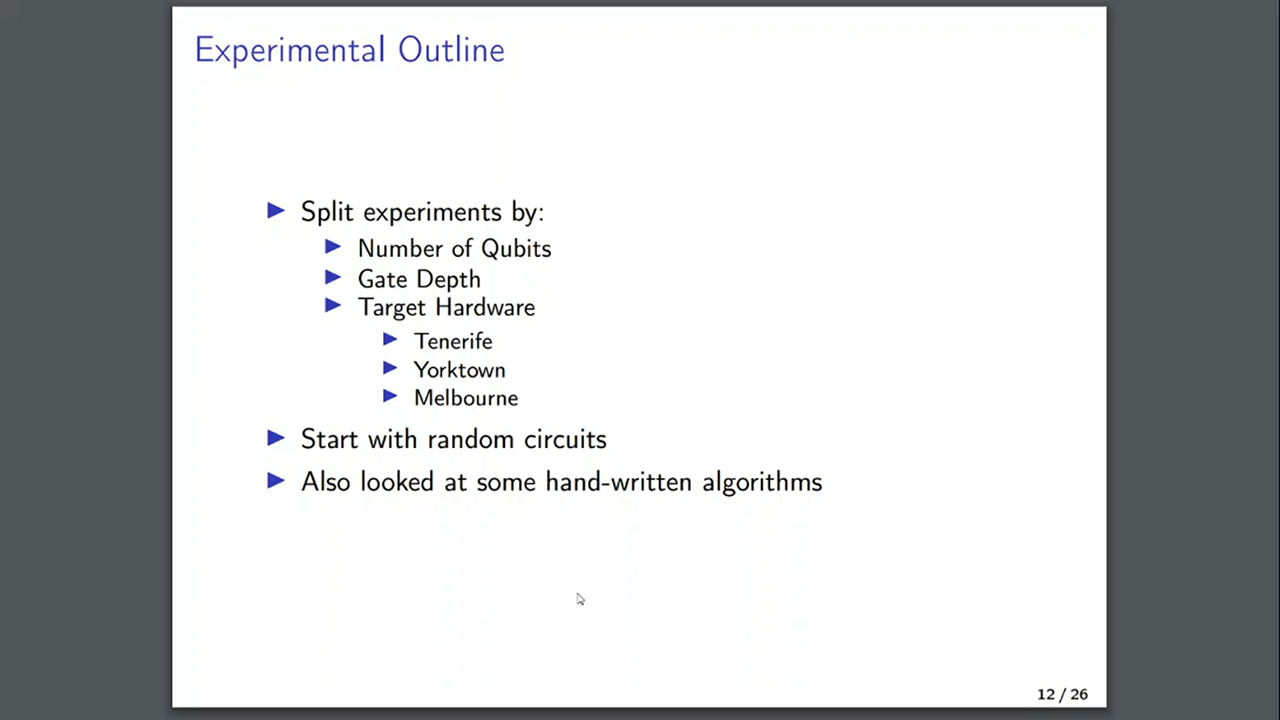 Experimental Outline
Split experiments by:
Number of Qubits
Gate Depth
Target Hardware
Tenerife
Yorktown
Melbourne
Start with random circuits
Also looked at some hand-written algorithms
12 / 26